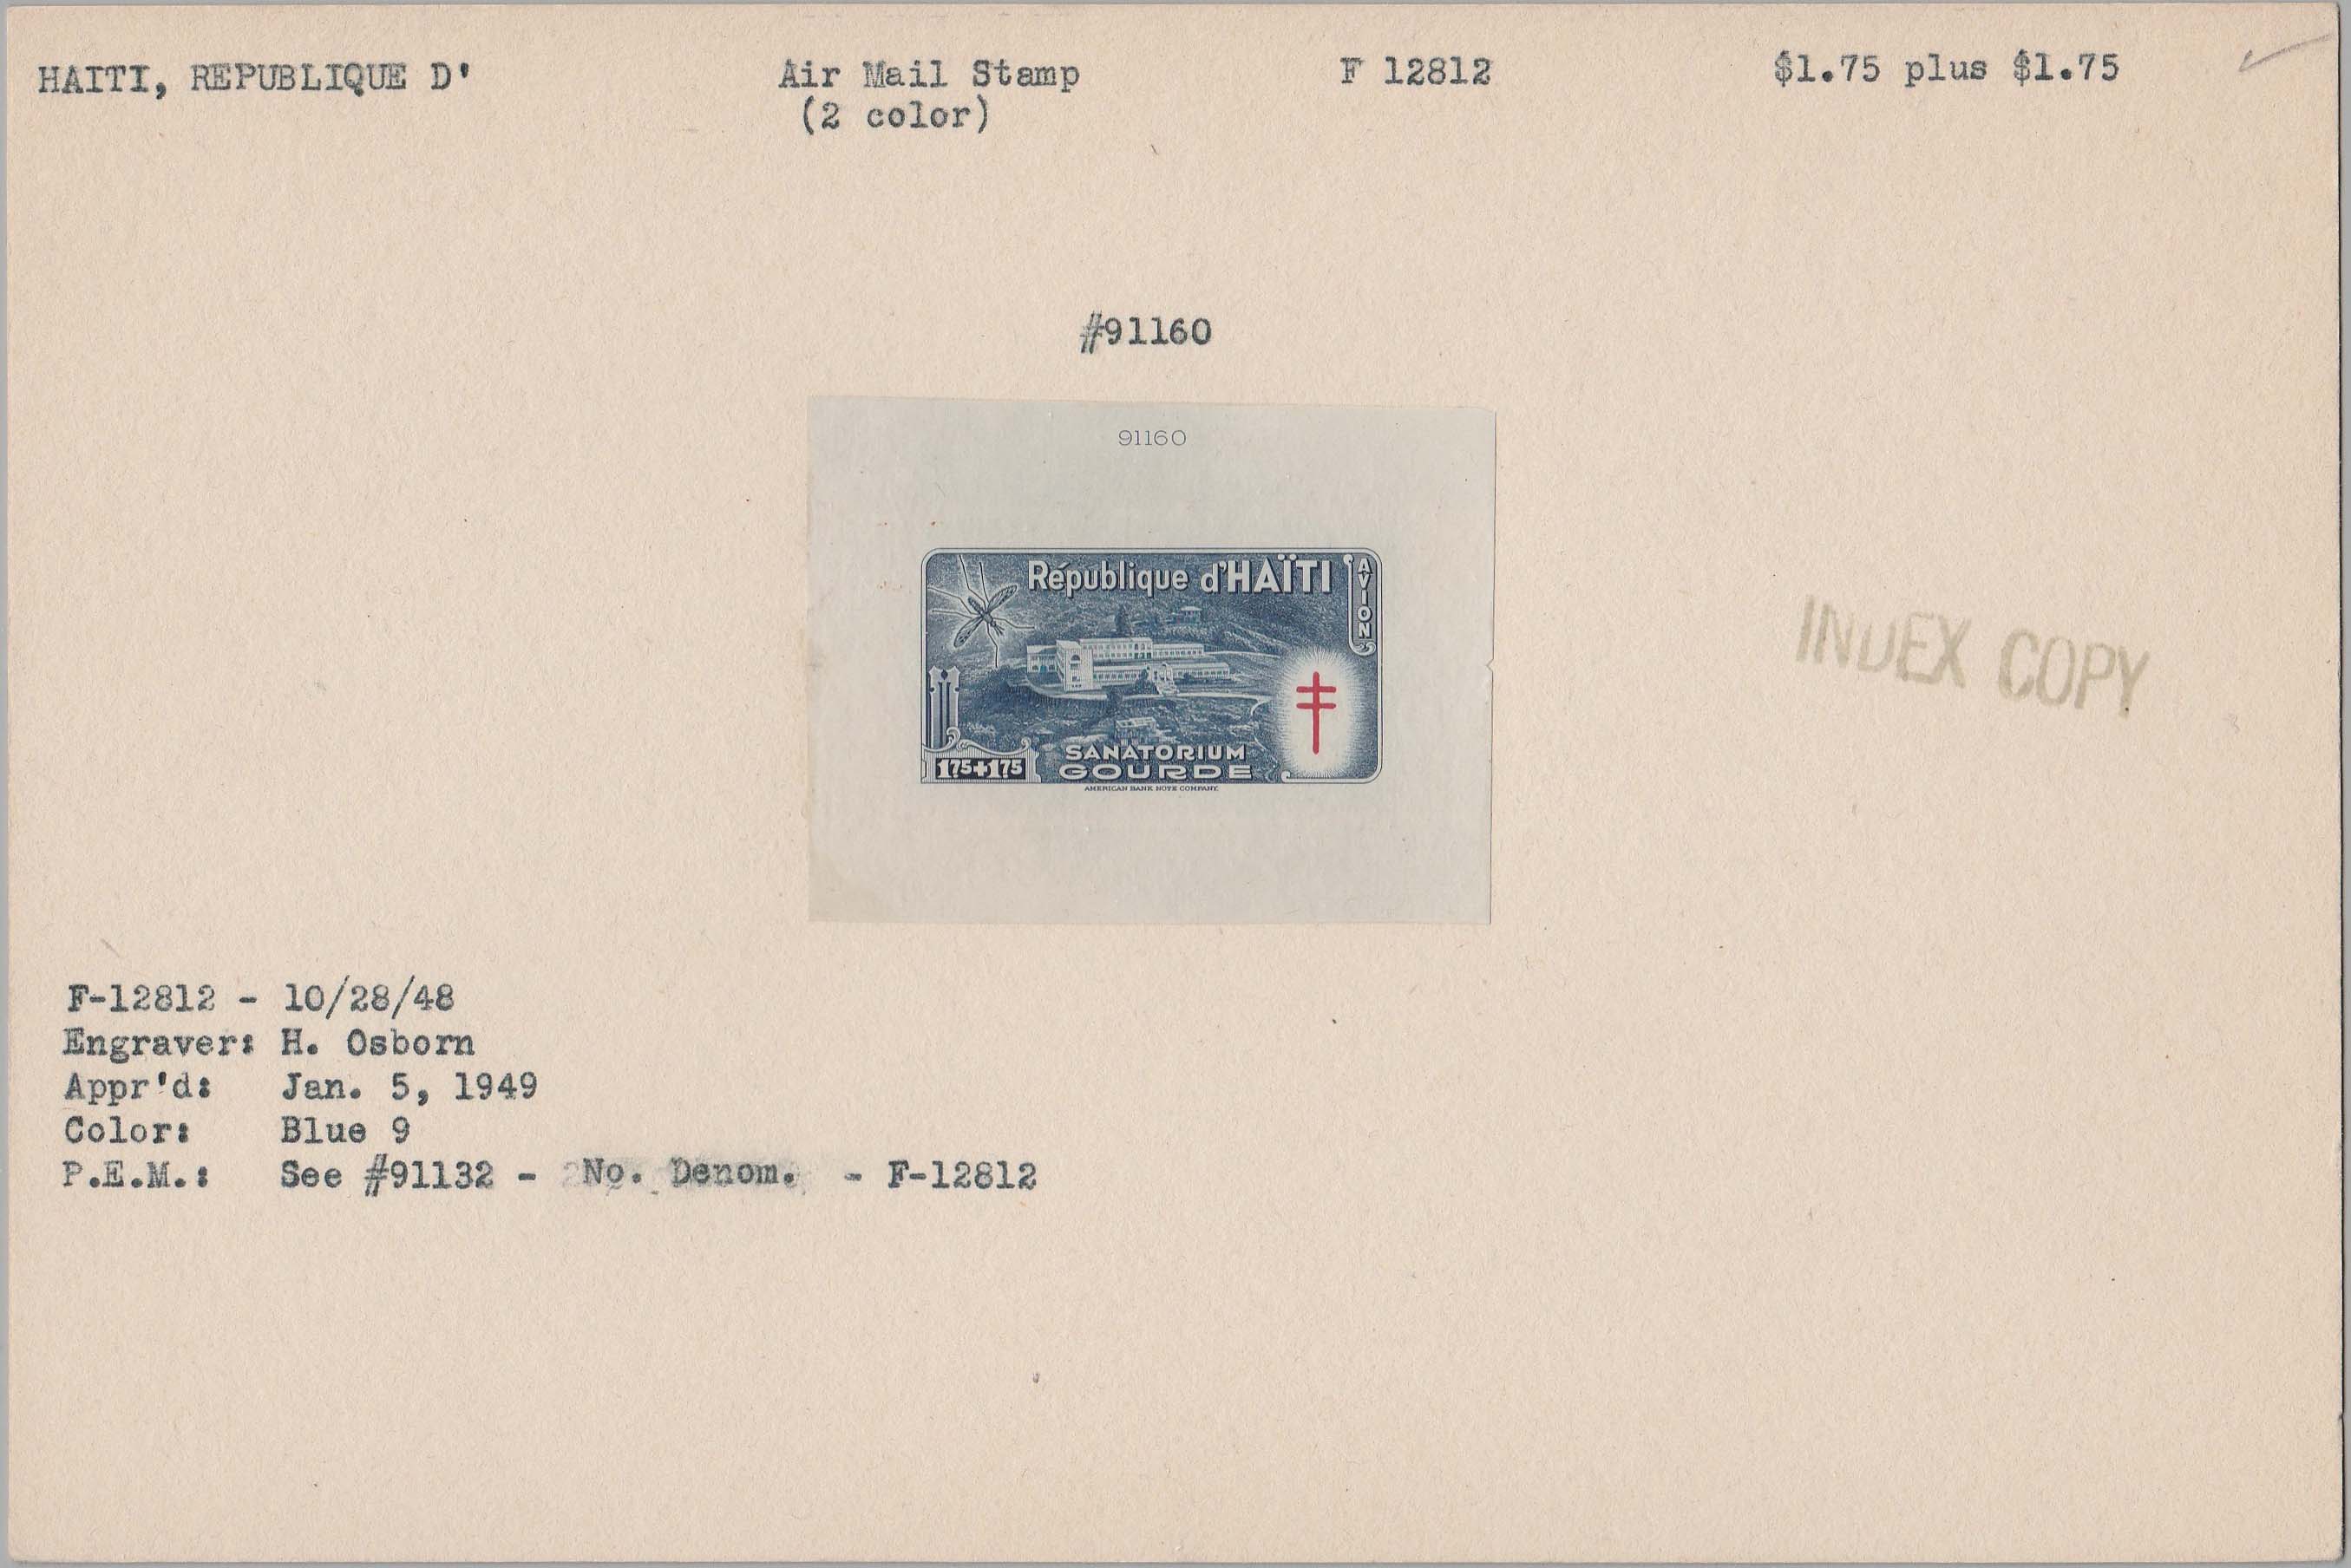 HAITI, REPUBLIQUE D'
Air Mail Stamp
(2 color)
F 12812
$1.75 plus $1.75
#91160
91160
République d'HAÏTI
AVION
SANATORIUM
1.75+1.75
GOURDE
AMERICAN BANK NOTE COMPANY.
INDEX COPY
F-12812 - 10/28/48
Engraver: H. Osborn
Appr'd: Jan. 5, 1949
Color: Blue 9
P.E.M.: See #91132 - No. Denom. - F-12812